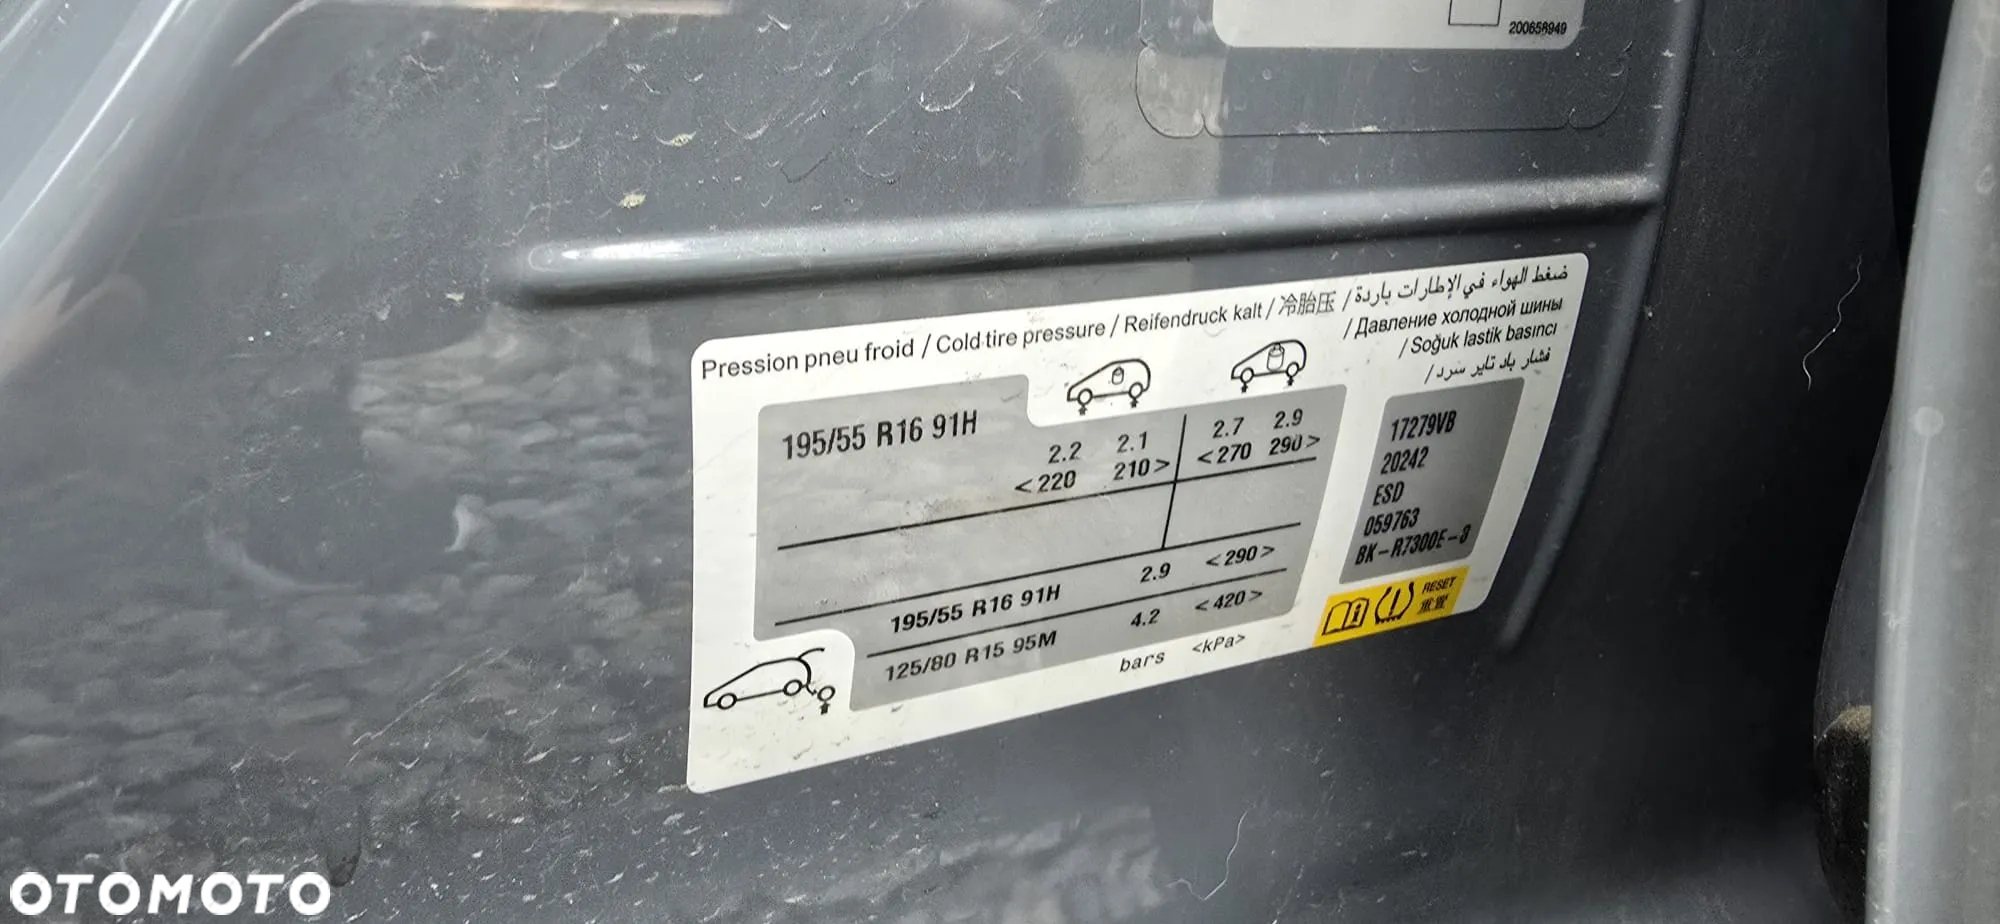 200658949
Pression pneu froid / Cold tire pressure / Reifendruck kalt / 冷胎压 / ضغط الهواء في الإطارات باردة
/ Давление холодной шины
/ Soğuk lastik basıncı
/ فشار باد تایر سرد
195/55 R16 91H
2.2 2.1 2.7 2.9
<220 210> <270 290>
195/55 R16 91H 2.9 <290>
125/80 R15 95M 4.2 <420>
bars <kPa>
17279VB
20242
ESD
059763
BK-R7300E-8
RESET
重置
OTOMOTO